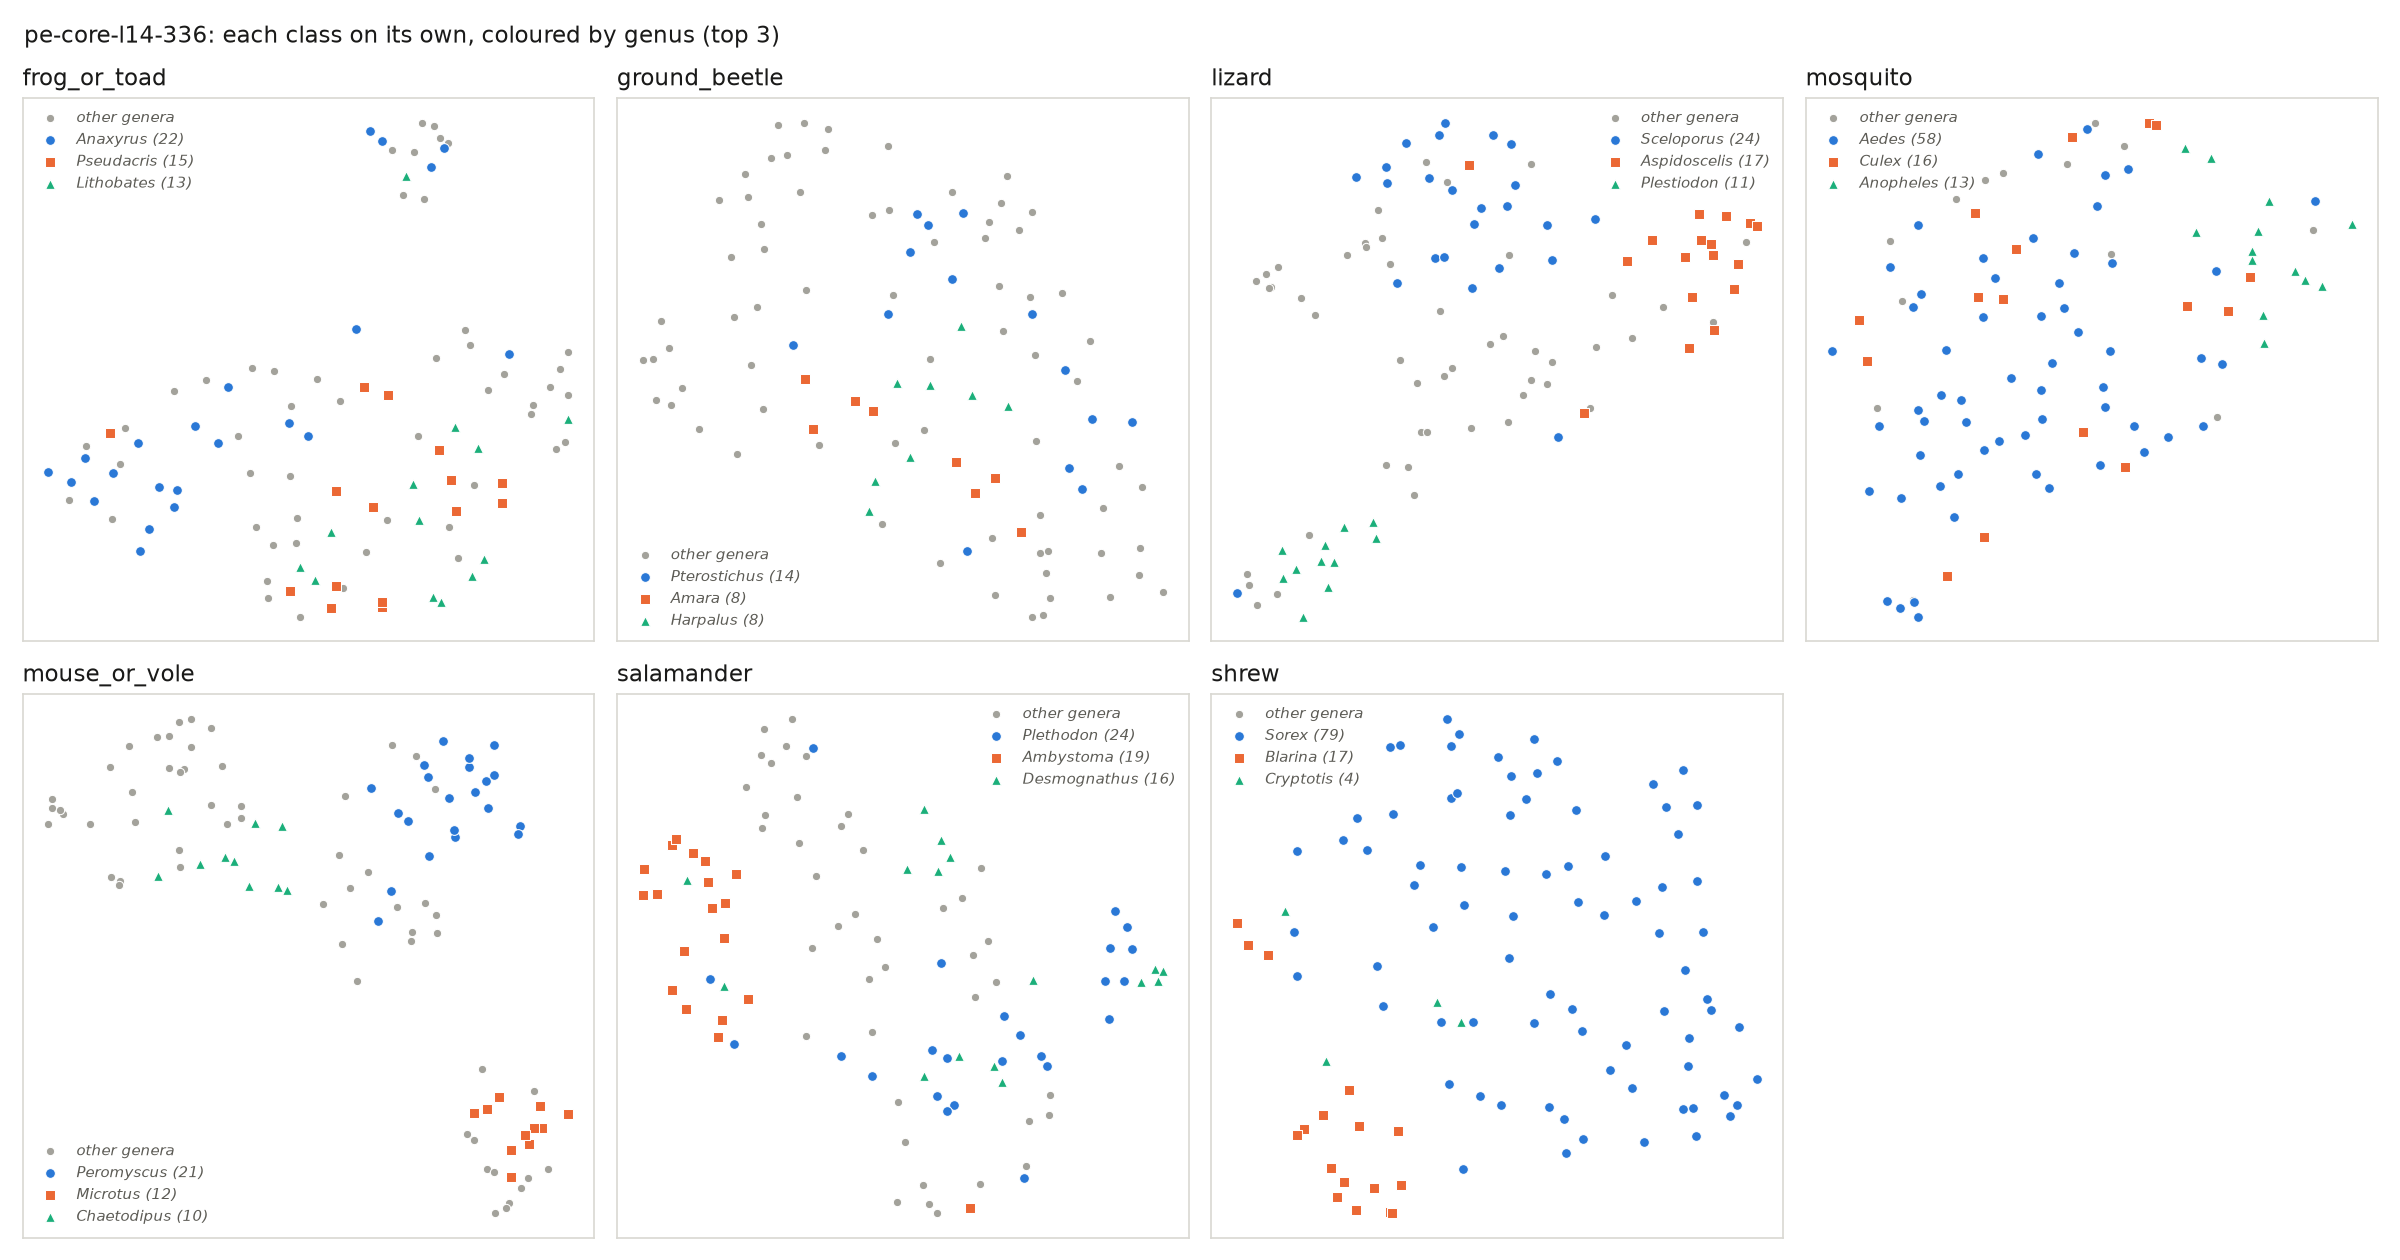 pe-core-l14-336: each class on its own, coloured by genus (top 3)
frog_or_toad
other genera
Anaxyrus (22)
Pseudacris (15)
Lithobates (13)
ground_beetle
other genera
Pterostichus (14)
Amara (8)
Harpalus (8)
lizard
other genera
Sceloporus (24)
Aspidoscelis (17)
Plestiodon (11)
mosquito
other genera
Aedes (58)
Culex (16)
Anopheles (13)
mouse_or_vole
other genera
Peromyscus (21)
Microtus (12)
Chaetodipus (10)
salamander
other genera
Plethodon (24)
Ambystoma (19)
Desmognathus (16)
shrew
other genera
Sorex (79)
Blarina (17)
Cryptotis (4)